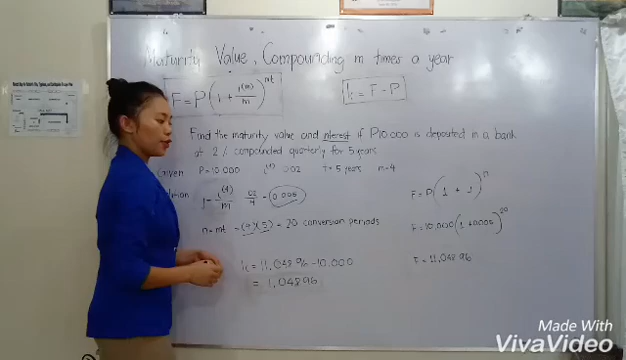 Maturity Value, Compounding m times a year
F = P(1 + i(m)/m)^mt
Ic = F - P
Find the maturity value and interest if P10 000 is deposited in a bank
at 2% compounded quarterly for 5 years
Given P = 10 000 i(4) 0.02 t = 5 years m = 4
j = i(4)/m .02/4 = 0.005
n = mt = (4)(5) = 20 conversion periods
Ic = 11,048.96 - 10,000
= 1,048.96
F = P(1 + j)^n
F = 10,000(1 + 0.005)^20
F = 11,048.96
Made With
VivaVideo